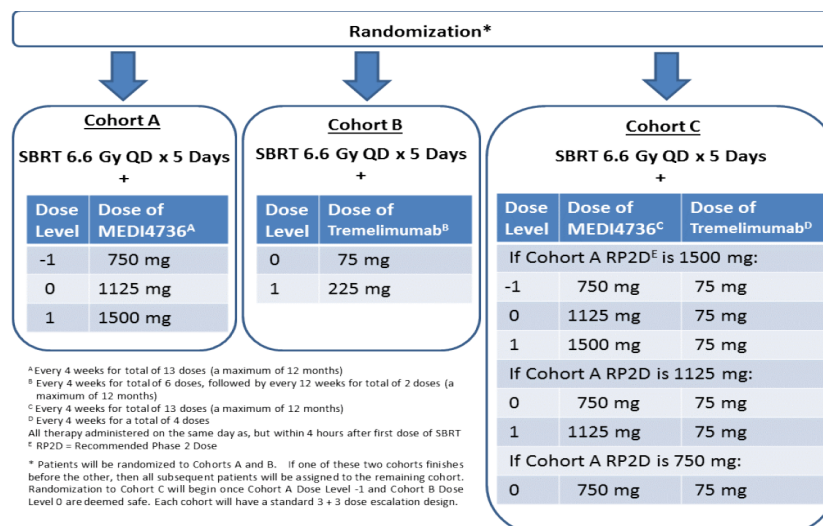 Randomization*
Cohort A
SBRT 6.6 Gy QD x 5 Days
+
Dose Level Dose of MEDI4736ᴬ
-1 750 mg
0 1125 mg
1 1500 mg
Cohort B
SBRT 6.6 Gy QD x 5 Days
+
Dose Level Dose of Tremelimumabᴮ
0 75 mg
1 225 mg
Cohort C
SBRT 6.6 Gy QD x 5 Days
+
Dose Level Dose of MEDI4736ᶜ Dose of Tremelimumabᴰ
If Cohort A RP2Dᴱ is 1500 mg:
-1 750 mg 75 mg
0 1125 mg 75 mg
1 1500 mg 75 mg
If Cohort A RP2D is 1125 mg:
0 750 mg 75 mg
1 1125 mg 75 mg
If Cohort A RP2D is 750 mg:
0 750 mg 75 mg
ᴬ Every 4 weeks for total of 13 doses (a maximum of 12 months)
ᴮ Every 4 weeks for total of 6 doses, followed by every 12 weeks for total of 2 doses (a
maximum of 12 months)
ᶜ Every 4 weeks for total of 13 doses (a maximum of 12 months)
ᴰ Every 4 weeks for a total of 4 doses
All therapy administered on the same day as, but within 4 hours after first dose of SBRT
ᴱ RP2D = Recommended Phase 2 Dose
* Patients will be randomized to Cohorts A and B. If one of these two cohorts finishes
before the other, then all subsequent patients will be assigned to the remaining cohort.
Randomization to Cohort C will begin once Cohort A Dose Level -1 and Cohort B Dose
Level 0 are deemed safe. Each cohort will have a standard 3 + 3 dose escalation design.